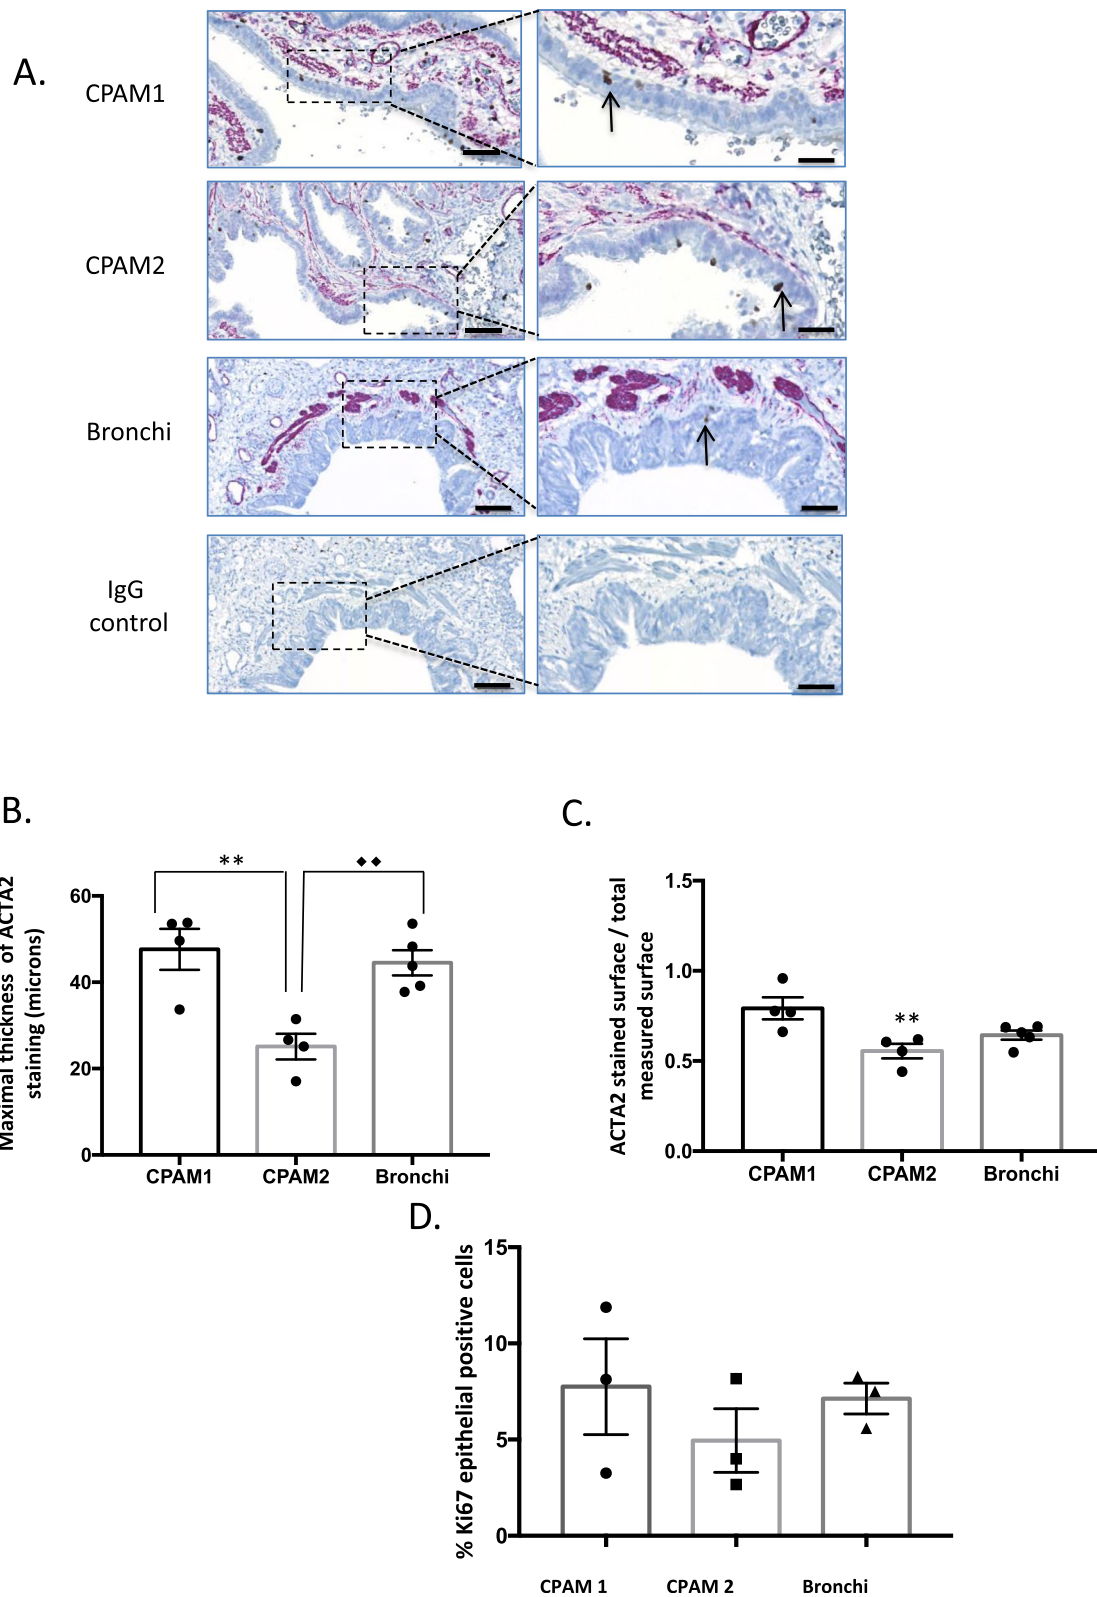 A.
CPAM1
CPAM2
Bronchi
IgG
control
B.
Maximal thickness of ACTA2
staining (microns)
60
40
20
0
**
◆◆
CPAM1 CPAM2 Bronchi
C.
ACTA2 stained surface / total
measured surface
1.5
1.0
0.5
0.0
**
CPAM1 CPAM2 Bronchi
D.
% Ki67 epithelial positive cells
15
10
5
0
CPAM 1 CPAM 2 Bronchi